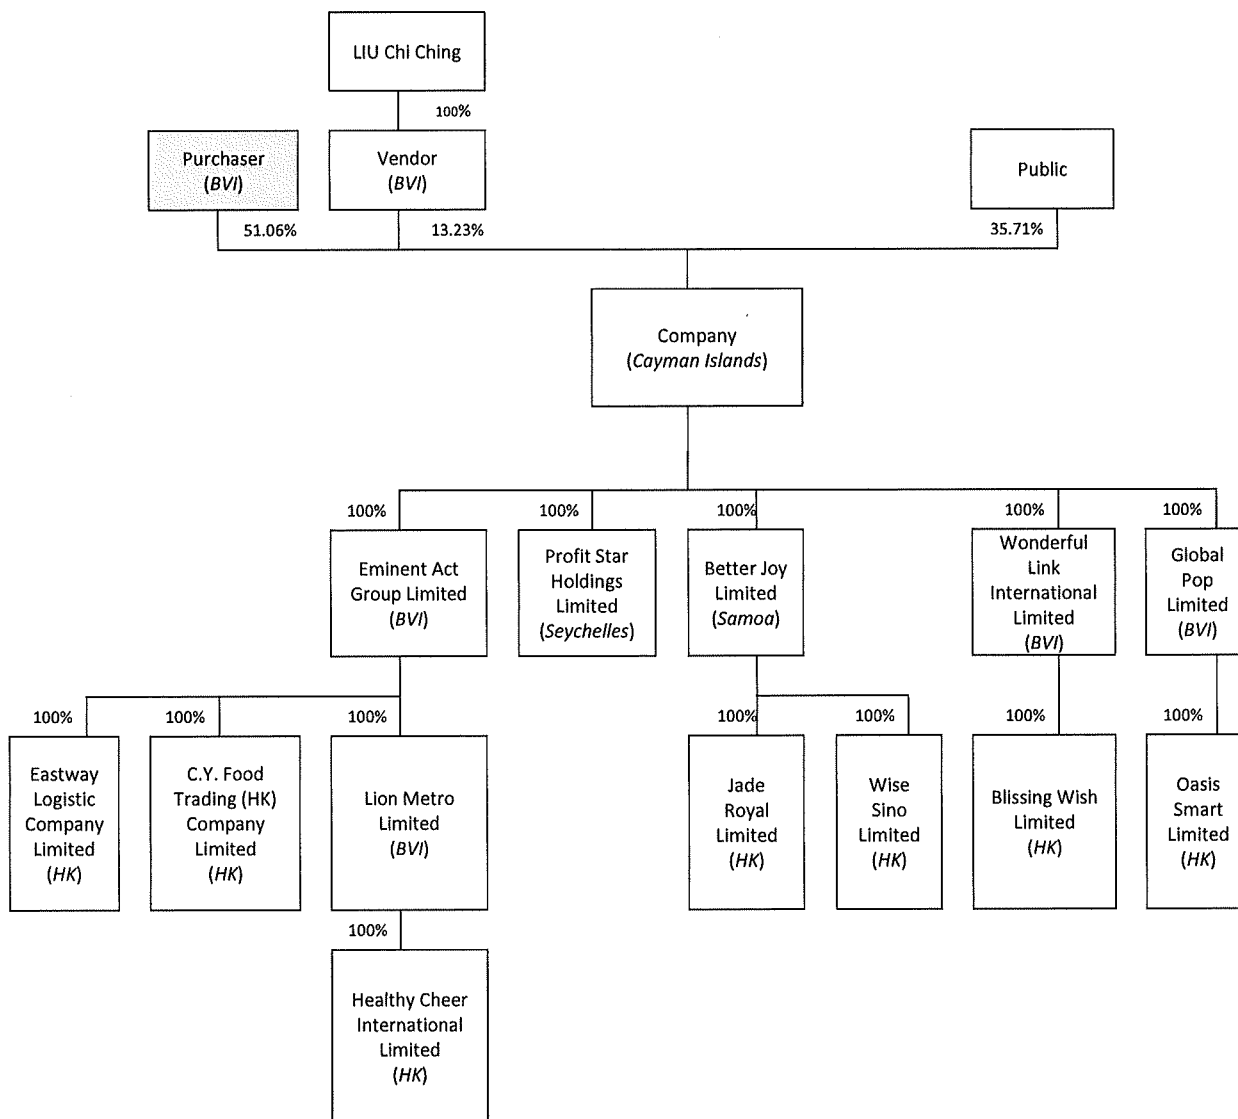 LIU Chi Ching
100%
Purchaser
(BVI)
Vendor
(BVI)
Public
51.06%
13.23%
35.71%
Company
(Cayman Islands)
100%
100%
100%
100%
100%
Eminent Act
Group Limited
(BVI)
Profit Star
Holdings
Limited
(Seychelles)
Better Joy
Limited
(Samoa)
Wonderful
Link
International
Limited
(BVI)
Global
Pop
Limited
(BVI)
100%
100%
100%
100%
100%
100%
100%
Eastway
Logistic
Company
Limited
(HK)
C.Y. Food
Trading (HK)
Company
Limited
(HK)
Lion Metro
Limited
(BVI)
Jade
Royal
Limited
(HK)
Wise
Sino
Limited
(HK)
Blissing Wish
Limited
(HK)
Oasis
Smart
Limited
(HK)
100%
Healthy Cheer
International
Limited
(HK)